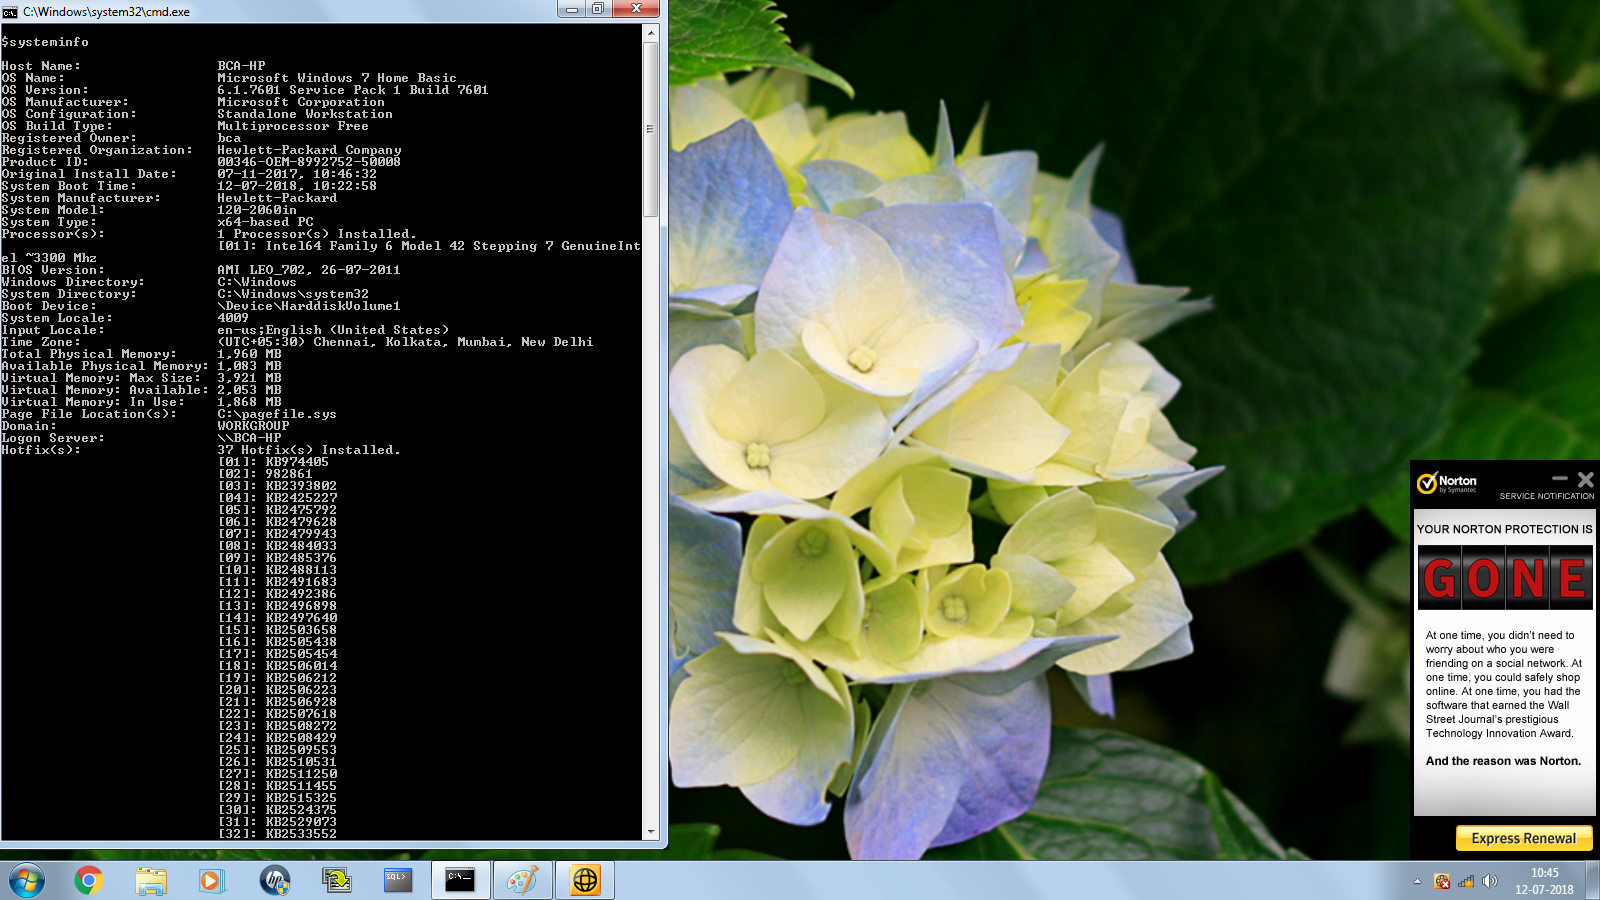 C:\Windows\system32\cmd.exe
$systeminfo
Host Name: BCA-HP
OS Name: Microsoft Windows 7 Home Basic
OS Version: 6.1.7601 Service Pack 1 Build 7601
OS Manufacturer: Microsoft Corporation
OS Configuration: Standalone Workstation
OS Build Type: Multiprocessor Free
Registered Owner: bca
Registered Organization: Hewlett-Packard Company
Product ID: 00346-OEM-8992752-50008
Original Install Date: 07-11-2017, 10:46:32
System Boot Time: 12-07-2018, 10:22:58
System Manufacturer: Hewlett-Packard
System Model: 120-2060in
System Type: x64-based PC
Processor(s): 1 Processor(s) Installed.
[01]: Intel64 Family 6 Model 42 Stepping 7 GenuineInt
el ~3300 Mhz
BIOS Version: AMI LEO_702, 26-07-2011
Windows Directory: C:\Windows
System Directory: C:\Windows\system32
Boot Device: \Device\HarddiskVolume1
System Locale: 4009
Input Locale: en-us;English (United States)
Time Zone: (UTC+05:30) Chennai, Kolkata, Mumbai, New Delhi
Total Physical Memory: 1,960 MB
Available Physical Memory: 1,083 MB
Virtual Memory: Max Size: 3,921 MB
Virtual Memory: Available: 2,053 MB
Virtual Memory: In Use: 1,868 MB
Page File Location(s): C:\pagefile.sys
Domain: WORKGROUP
Logon Server: \\BCA-HP
Hotfix(s): 37 Hotfix(s) Installed.
[01]: KB974405
[02]: 982861
[03]: KB2393802
[04]: KB2425227
[05]: KB2475792
[06]: KB2479628
[07]: KB2479943
[08]: KB2484033
[09]: KB2485376
[10]: KB2488113
[11]: KB2491683
[12]: KB2492386
[13]: KB2496898
[14]: KB2497640
[15]: KB2503658
[16]: KB2505438
[17]: KB2505454
[18]: KB2506014
[19]: KB2506212
[20]: KB2506223
[21]: KB2506928
[22]: KB2507618
[23]: KB2508272
[24]: KB2508429
[25]: KB2509553
[26]: KB2510531
[27]: KB2511250
[28]: KB2511455
[29]: KB2515325
[30]: KB2524375
[31]: KB2529073
[32]: KB2533552
Norton
by Symantec
SERVICE NOTIFICATION
YOUR NORTON PROTECTION IS
GONE
At one time, you didn't need to
worry about who you were
friending on a social network. At
one time, you could safely shop
online. At one time, you had the
software that earned the Wall
Street Journal's prestigious
Technology Innovation Award.
And the reason was Norton.
Express Renewal
hp
SQL>
C:\_
10:45
12-07-2018